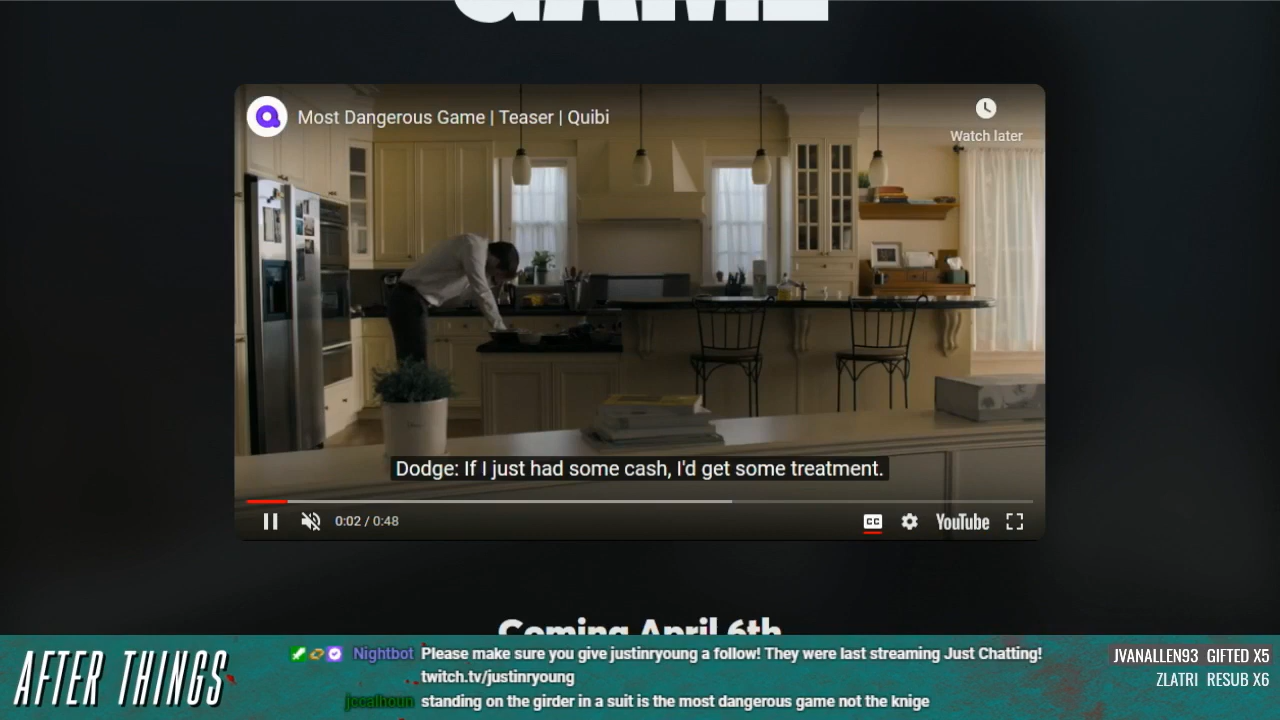 GAME
Most Dangerous Game | Teaser | Quibi
Watch later
Dodge: If I just had some cash, I'd get some treatment.
0:02 / 0:48
CC
YouTube
Coming April 6th
AFTER THINGS
Nightbot Please make sure you give justinryoung a follow! They were last streaming Just Chatting!
twitch.tv/justinryoung
jccalhoun standing on the girder in a suit is the most dangerous game not the knige
JVANALLEN93 GIFTED X5
ZLATRI RESUB X6